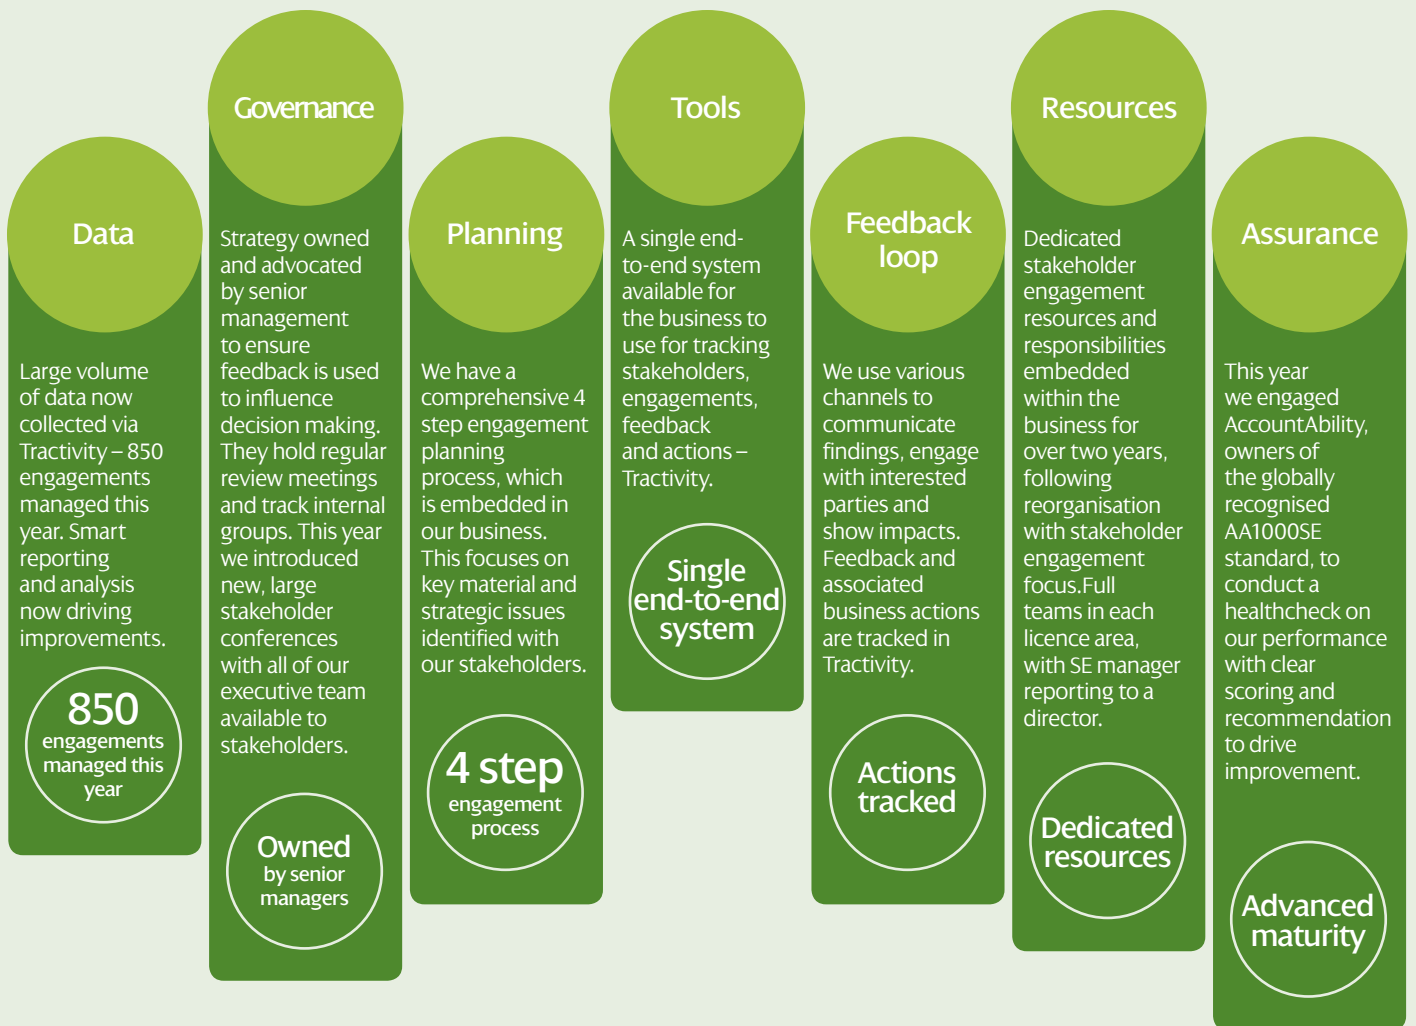 Data
Large volume
of data now
collected via
Tractivity – 850
engagements
managed this
year. Smart
reporting
and analysis
now driving
improvements.
850
engagements
managed this
year
Governance
Strategy owned
and advocated
by senior
management
to ensure
feedback is used
to influence
decision making.
They hold regular
review meetings
and track internal
groups. This year
we introduced
new, large
stakeholder
conferences
with all of our
executive team
available to
stakeholders.
Owned
by senior
managers
Planning
We have a
comprehensive 4
step engagement
planning
process, which
is embedded in
our business.
This focuses on
key material and
strategic issues
identified with
our stakeholders.
4 step
engagement
process
Tools
A single end-
to-end system
available for
the business to
use for tracking
stakeholders,
engagements,
feedback
and actions –
Tractivity.
Single
end-to-end
system
Feedback
loop
We use various
channels to
communicate
findings, engage
with interested
parties and
show impacts.
Feedback and
associated
business actions
are tracked in
Tractivity.
Actions
tracked
Resources
Dedicated
stakeholder
engagement
resources and
responsibilities
embedded
within the
business for
over two years,
following
reorganisation
with stakeholder
engagement
focus.Full
teams in each
licence area,
with SE manager
reporting to a
director.
Dedicated
resources
Assurance
This year
we engaged
AccountAbility,
owners of
the globally
recognised
AA1000SE
standard, to
conduct a
healthcheck on
our performance
with clear
scoring and
recommendation
to drive
improvement.
Advanced
maturity